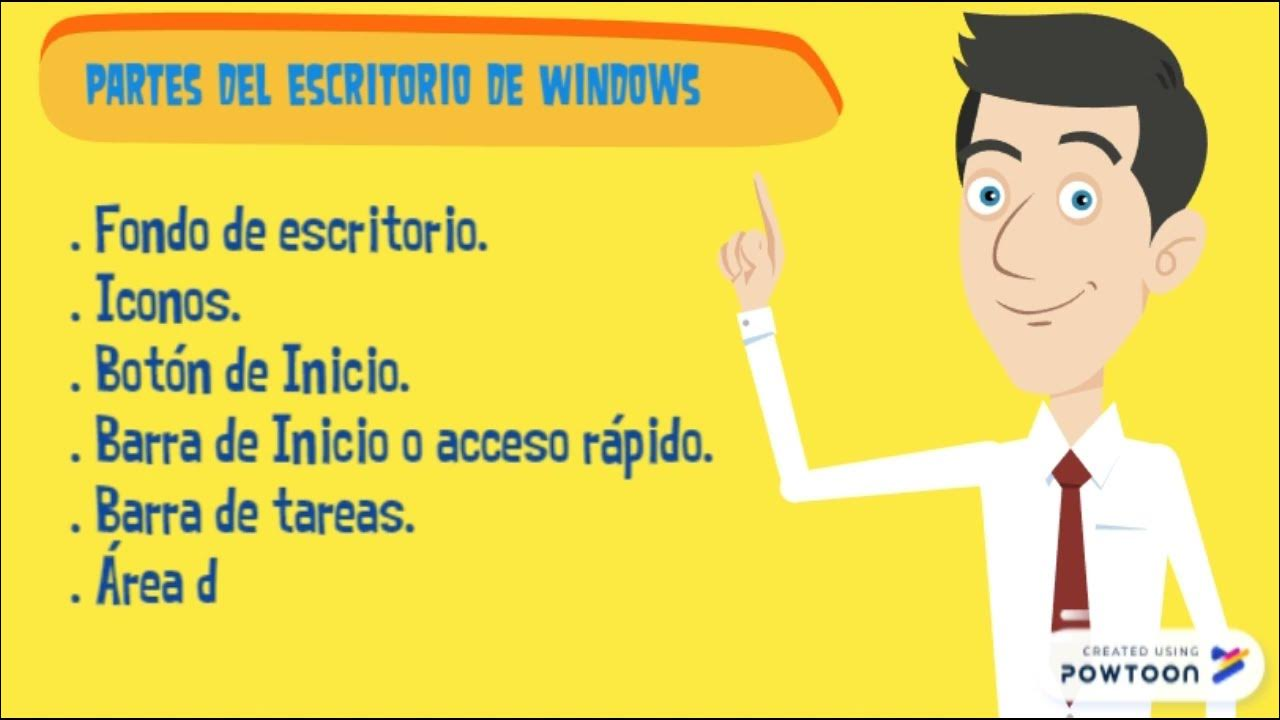 PARTES DEL ESCRITORIO DE WINDOWS
. Fondo de escritorio.
. Iconos.
. Botón de Inicio.
. Barra de Inicio o acceso rápido.
. Barra de tareas.
. Área d
CREATED USING
POWTOON